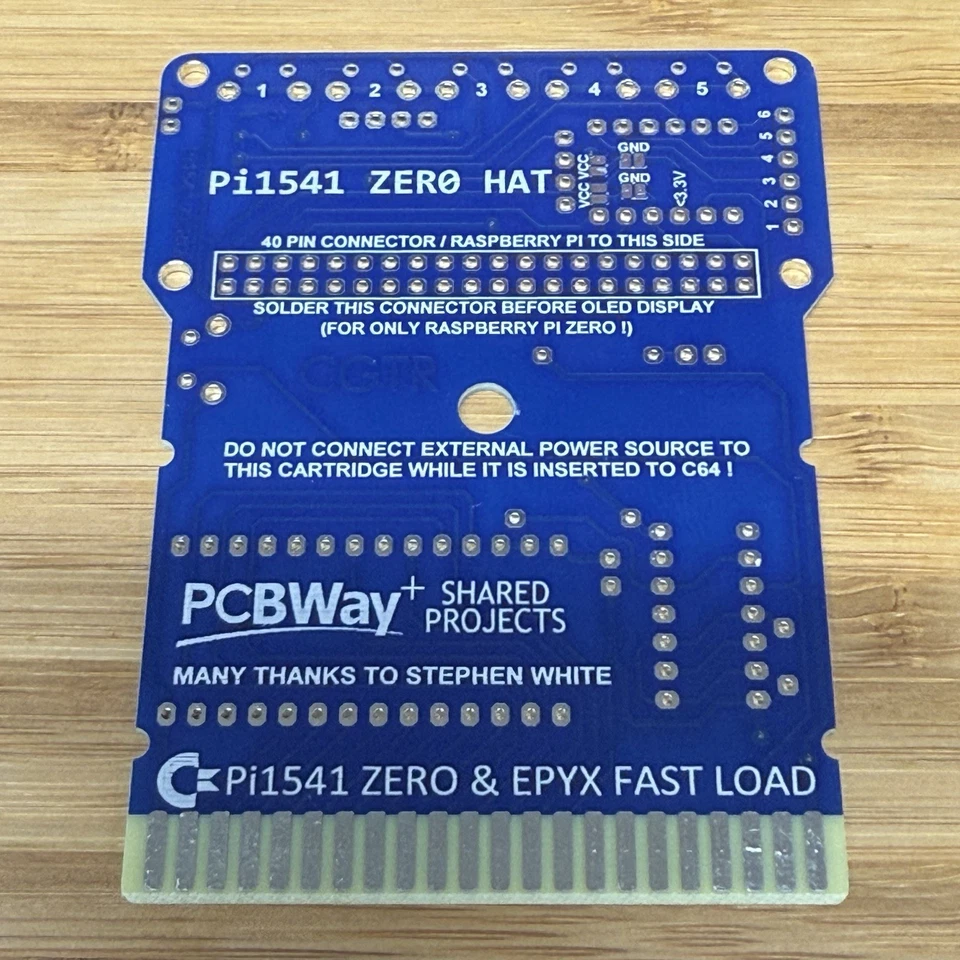 1 2 3 4 5
6
5
4
3
2
1
GND
VCC VCC
GND
<3.3V
Pi1541 ZER0 HAT
40 PIN CONNECTOR / RASPBERRY PI TO THIS SIDE
SOLDER THIS CONNECTOR BEFORE OLED DISPLAY
(FOR ONLY RASPBERRY PI ZERO !)
DO NOT CONNECT EXTERNAL POWER SOURCE TO
THIS CARTRIDGE WHILE IT IS INSERTED TO C64 !
PCBWay+ SHARED
PROJECTS
MANY THANKS TO STEPHEN WHITE
Pi1541 ZERO & EPYX FAST LOAD